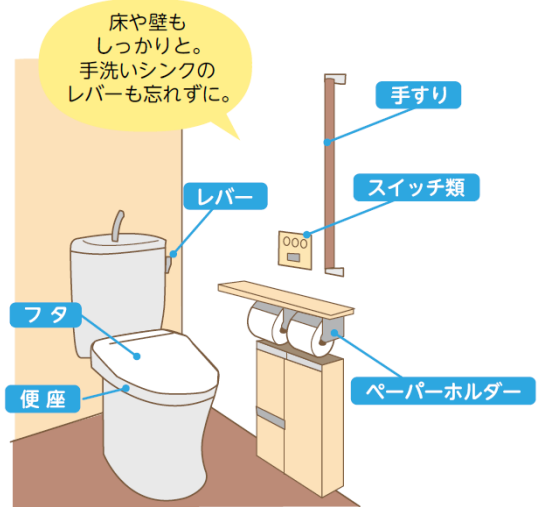 床や壁も
しっかりと。
手洗いシンクの
レバーも忘れずに。
手すり
スイッチ類
レバー
フタ
便座
ペーパーホルダー